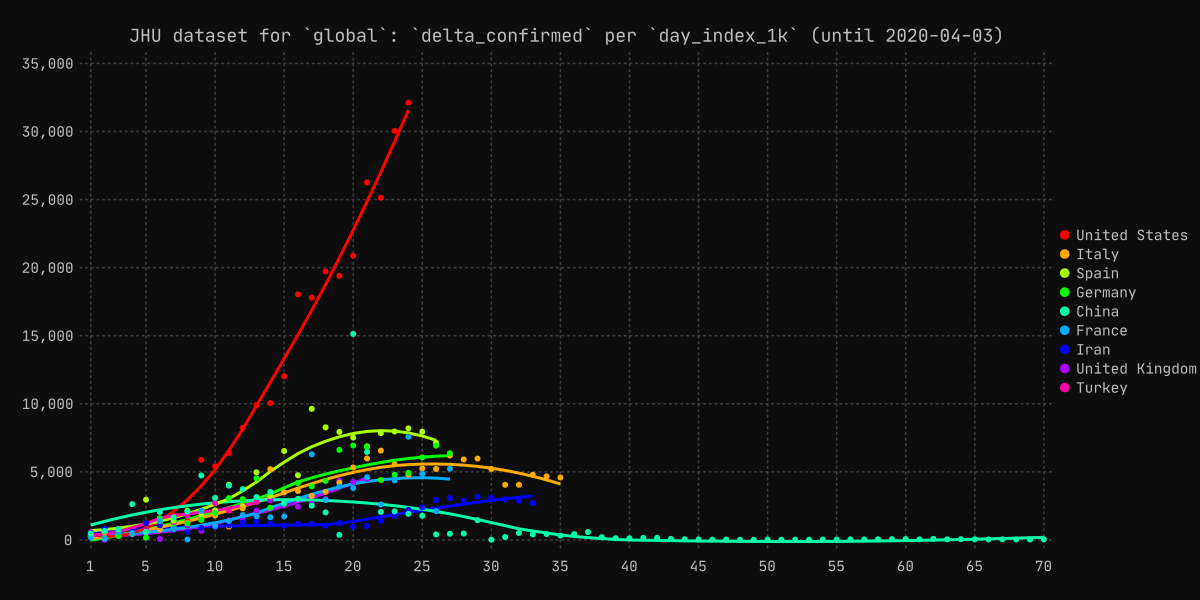 JHU dataset for `global`: `delta_confirmed` per `day_index_1k` (until 2020-04-03)
35,000
30,000
25,000
20,000
15,000
10,000
5,000
0
1 5 10 15 20 25 30 35 40 45 50 55 60 65 70
United States
Italy
Spain
Germany
China
France
Iran
United Kingdom
Turkey